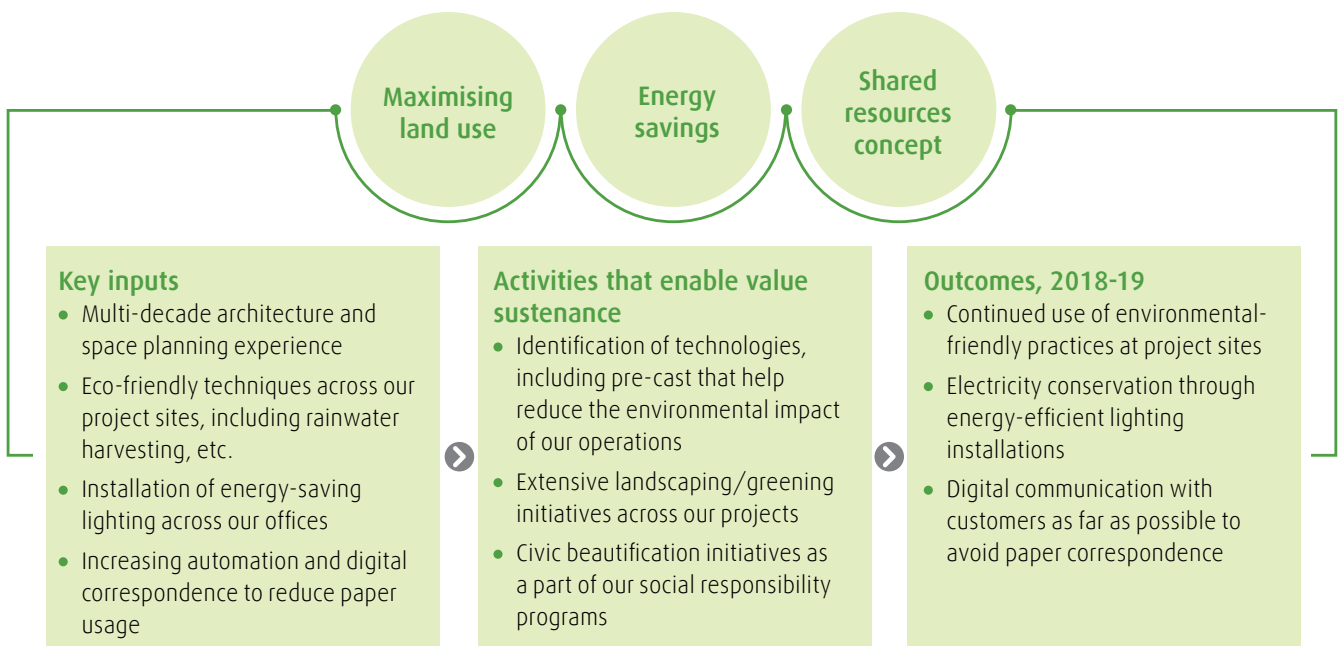 Maximising
land use
Energy
savings
Shared
resources
concept
Key inputs
• Multi-decade architecture and
space planning experience
• Eco-friendly techniques across our
project sites, including rainwater
harvesting, etc.
• Installation of energy-saving
lighting across our offices
• Increasing automation and digital
correspondence to reduce paper
usage
Activities that enable value
sustenance
• Identification of technologies,
including pre-cast that help
reduce the environmental impact
of our operations
• Extensive landscaping/greening
initiatives across our projects
• Civic beautification initiatives as
a part of our social responsibility
programs
Outcomes, 2018-19
• Continued use of environmental-
friendly practices at project sites
• Electricity conservation through
energy-efficient lighting
installations
• Digital communication with
customers as far as possible to
avoid paper correspondence